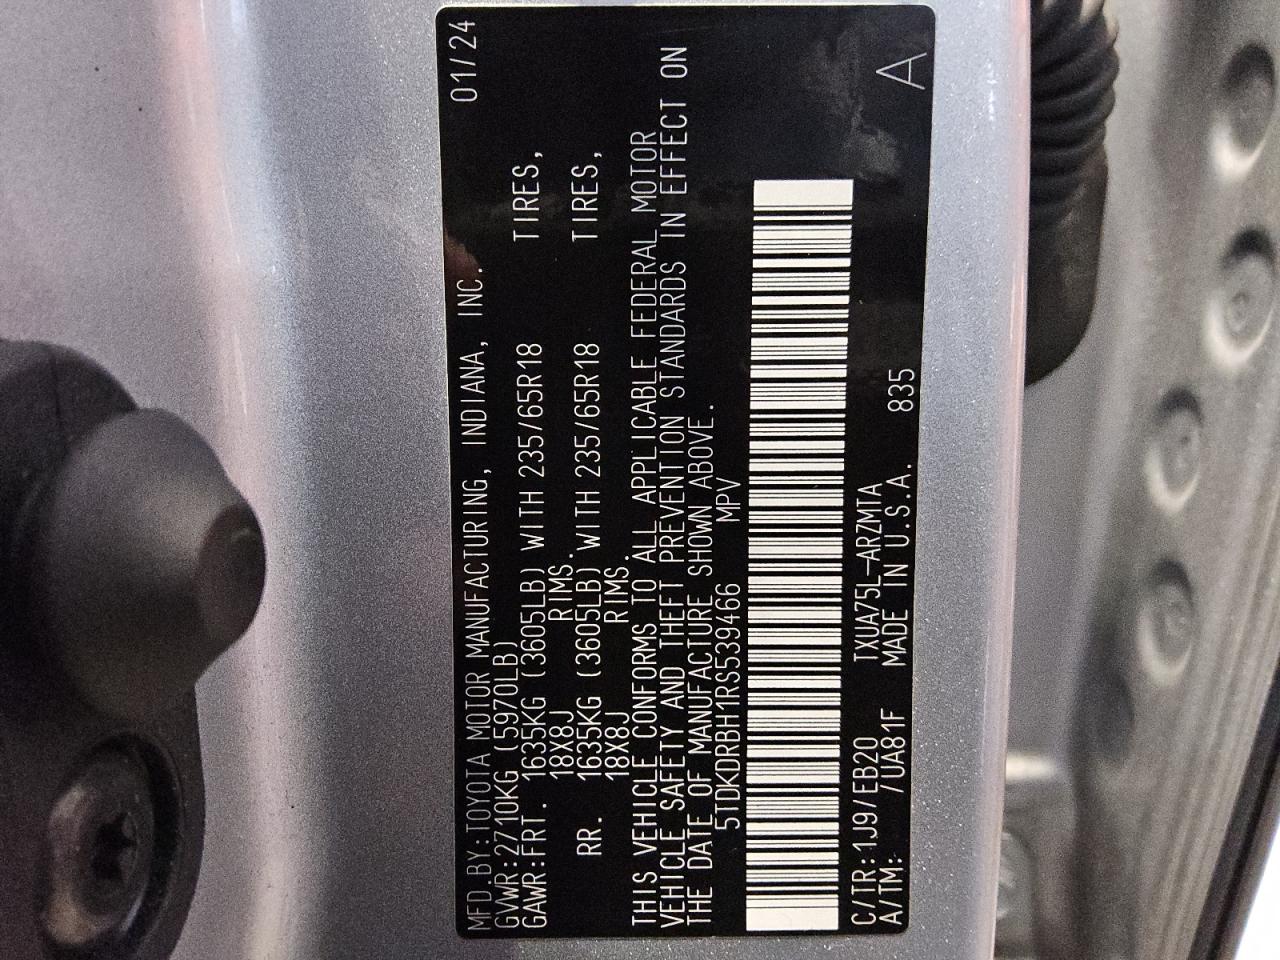 MFD.BY:TOYOTA MOTOR MANUFACTURING, INDIANA, INC. 01/24
GVWR:2710KG (5970LB)
GAWR:FRT. 1635KG (3605LB) WITH 235/65R18 TIRES,
18X8J RIMS.
RR. 1635KG (3605LB) WITH 235/65R18 TIRES,
18X8J RIMS.
THIS VEHICLE CONFORMS TO ALL APPLICABLE FEDERAL MOTOR
VEHICLE SAFETY AND THEFT PREVENTION STANDARDS IN EFFECT ON
THE DATE OF MANUFACTURE SHOWN ABOVE.
5TDKDRBH1RS539466 MPV
C/TR:1J9/EB20 TXUA75L-ARZMTA
A/TM: /UA81F MADE IN U.S.A. 835 A